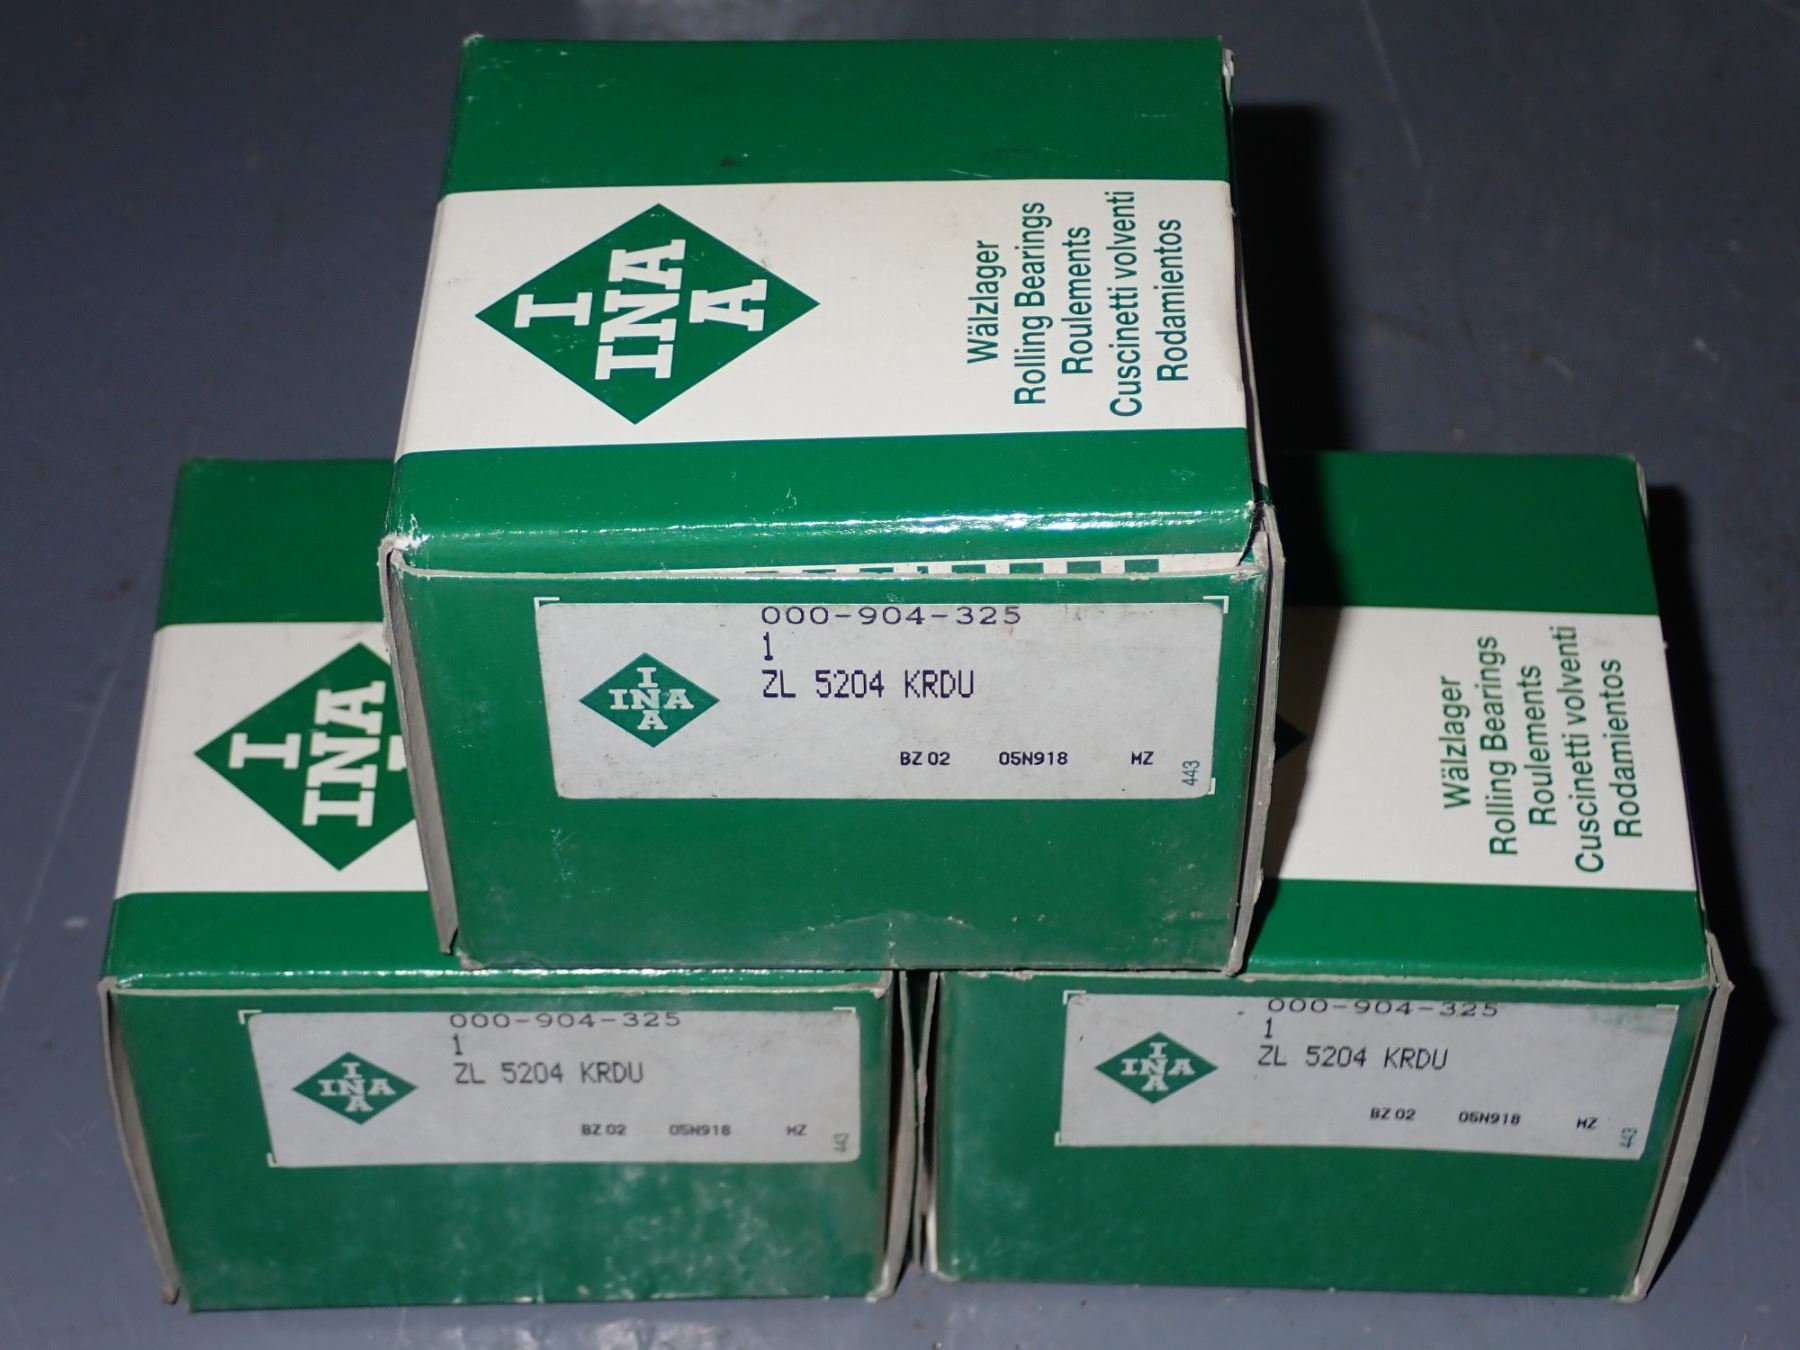 I
INA
A
Wälzlager
Rolling Bearings
Roulements
Cuscinetti volventi
Rodamientos
000-904-325
1
ZL 5204 KRDU
I
INA
A
BZ 02 05N918 MZ
443
I
INA
Wälzlager
Rolling Bearings
Roulements
Cuscinetti volventi
Rodamientos
000-904-325
1
ZL 5204 KRDU
I
INA
A
BZ 02 05N918 MZ
443
000-904-325
1
ZL 5204 KRDU
I
INA
A
BZ 02 05N918 MZ
443